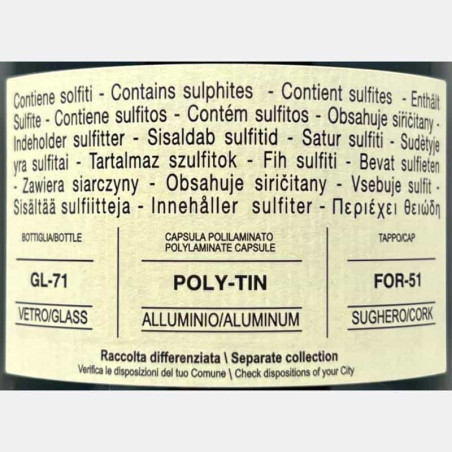 Contiene solfiti - Contains sulphites - Contient sulfites - Enthält
Sulfite - Contiene sulfitos - Contém sulfitos - Obsahuje siřičitany -
Indeholder sulfitter - Sisaldab sulfitid - Satur sulfiti - Sudėtyje
yra sulfitai - Tartalmaz szulfitok - Fih sulfiti - Bevat sulfieten
- Zawiera siarczyny - Obsahuje siričitany - Vsebuje sulfit -
Sisältää sulfiitteja - Innehåller sulfiter - Περιέχει θειώδη
BOTTIGLIA/BOTTLE
GL-71
VETRO/GLASS
CAPSULA POLILAMINATO
POLYLAMINATE CAPSULE
POLY-TIN
ALLUMINIO/ALUMINUM
TAPPO/CAP
FOR-51
SUGHERO/CORK
Raccolta differenziata \ Separate collection
Verifica le disposizioni del tuo Comune \ Check dispositions of your City